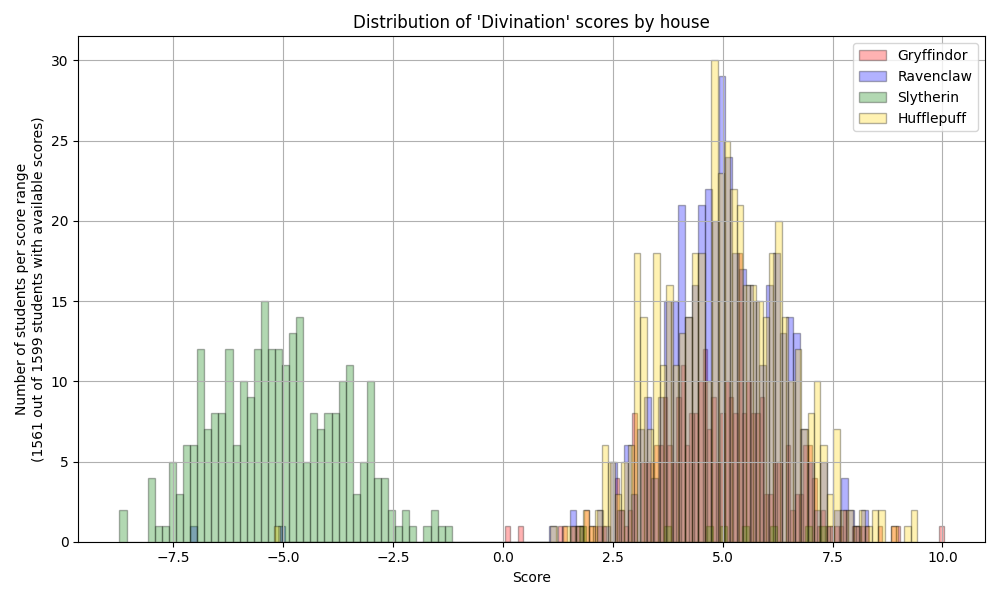 Distribution of 'Divination' scores by house
Gryffindor
Ravenclaw
Slytherin
Hufflepuff
Number of students per score range
(1561 out of 1599 students with available scores)
30
25
20
15
10
5
0
−7.5 −5.0 −2.5 0.0 2.5 5.0 7.5 10.0
Score